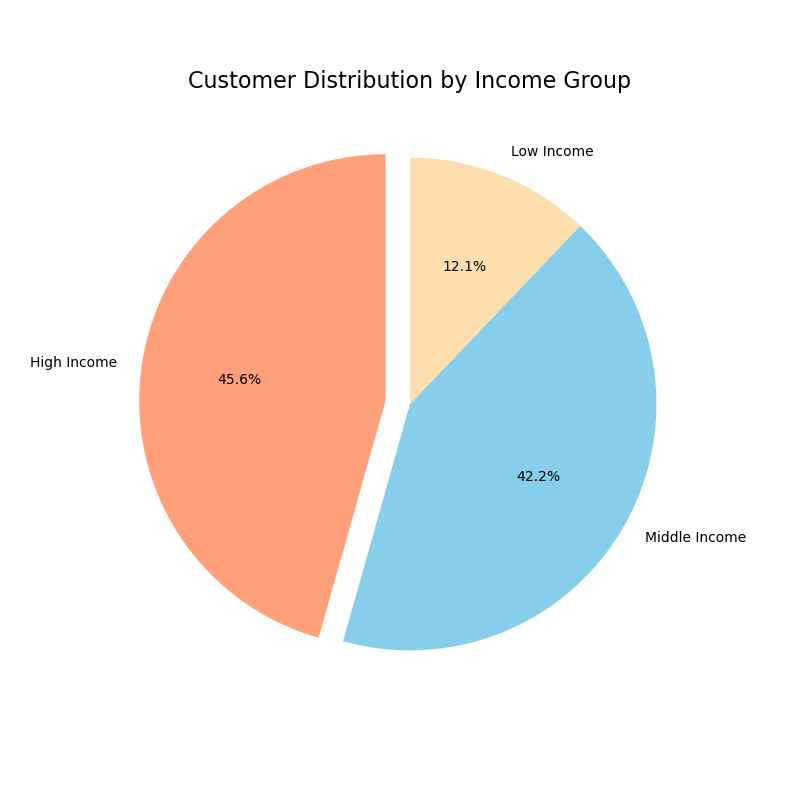 Customer Distribution by Income Group
Low Income
12.1%
High Income
45.6%
42.2%
Middle Income